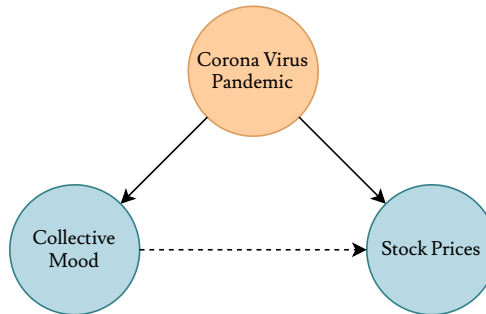 Corona Virus
Pandemic
Collective
Mood
Stock Prices